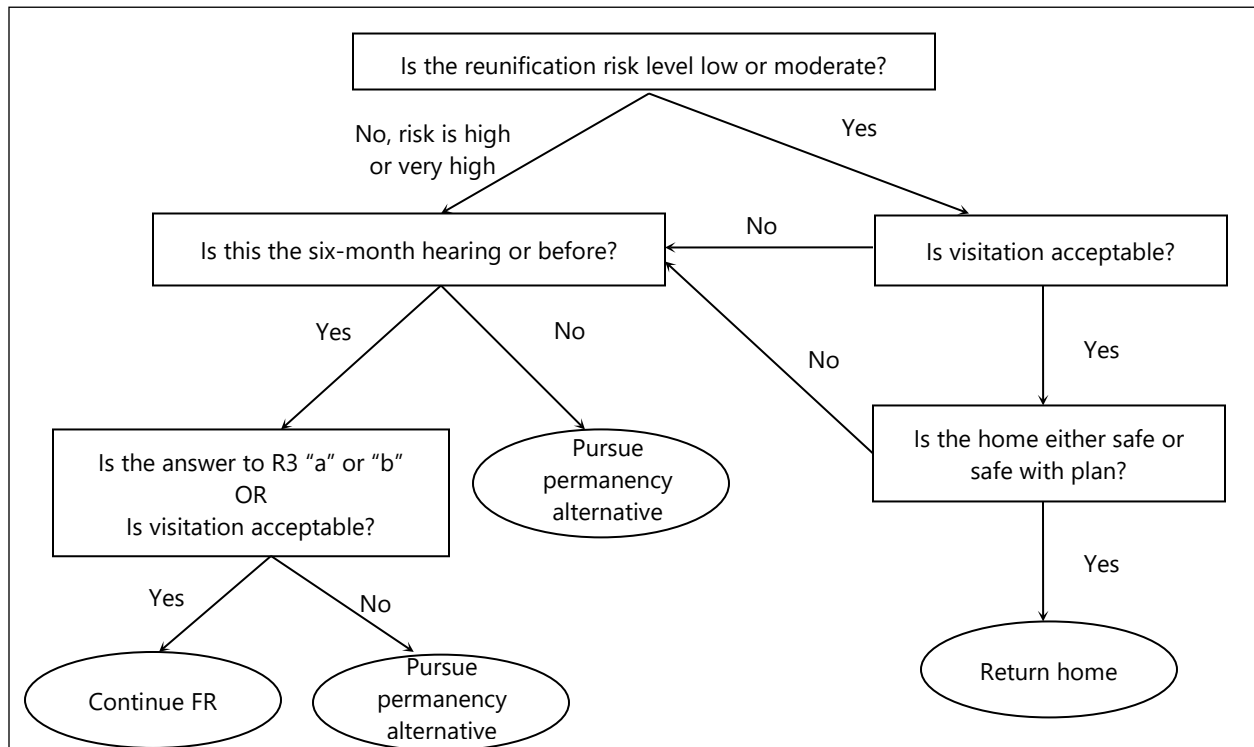 Is the reunification risk level low or moderate?
No, risk is high
or very high
Yes
Is this the six-month hearing or before?
No
Is visitation acceptable?
Yes
No
No
Yes
Is the answer to R3 “a” or “b”
OR
Is visitation acceptable?
Pursue
permanency
alternative
Is the home either safe or
safe with plan?
Yes
No
Yes
Continue FR
Pursue
permanency
alternative
Return home